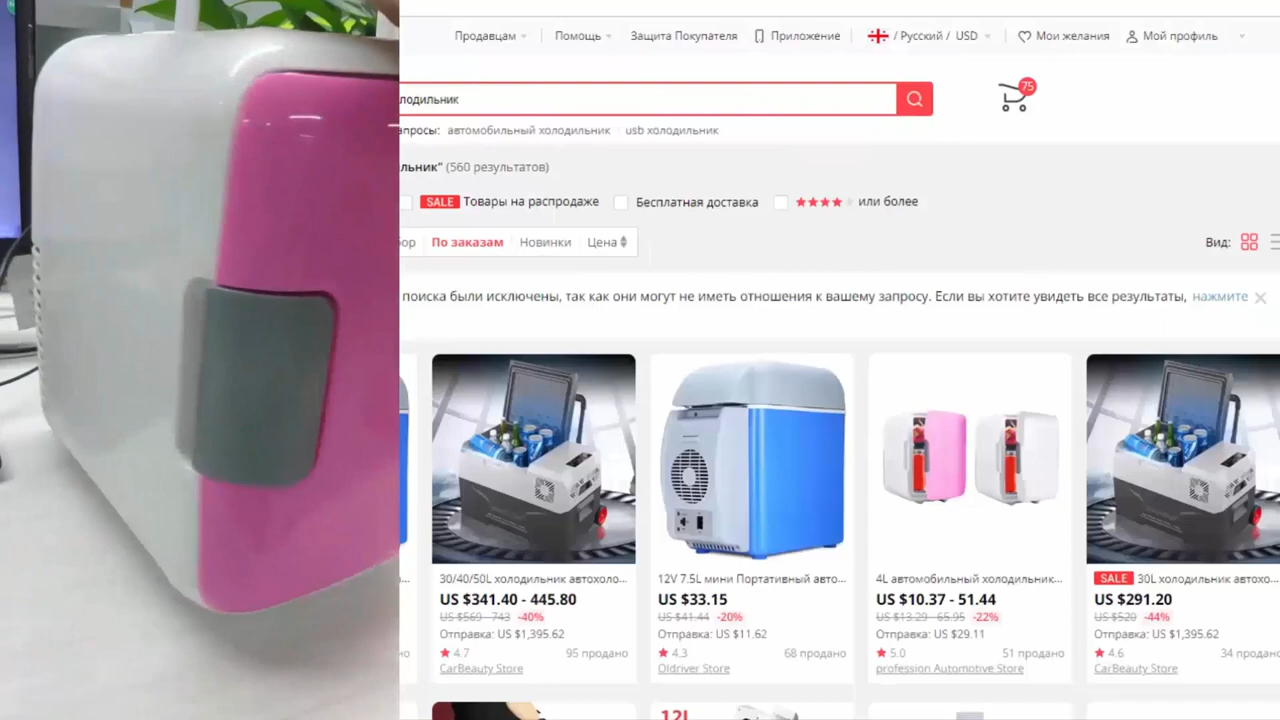 Продавцам
Помощь
Защита Покупателя
Приложение
/ Русский / USD
Мои желания
Мой профиль
75
лодильник
апросы: автомобильный холодильник usb холодильник
льник" (560 результатов)
SALE Товары на распродаже
Бесплатная доставка
или более
ор
По заказам
Новинки
Цена
Вид:
поиска были исключены, так как они могут не иметь отношения к вашему запросу. Если вы хотите увидеть все результаты, нажмите
30/40/50L холодильник автохоло...
US $341.40 - 445.80
US $569 - 743 -40%
Отправка: US $1,395.62
4.7 95 продано
CarBeauty Store
12V 7.5L мини Портативный авто...
US $33.15
US $41.44 -20%
Отправка: US $11.62
4.3 68 продано
Oldriver Store
4L автомобильный холодильник...
US $10.37 - 51.44
US $13.29 - 65.95 -22%
Отправка: US $29.11
5.0 51 продано
profession Automotive Store
SALE 30L холодильник автохо...
US $291.20
US $520 -44%
Отправка: US $1,395.62
4.6 34 продано
CarBeauty Store
12L